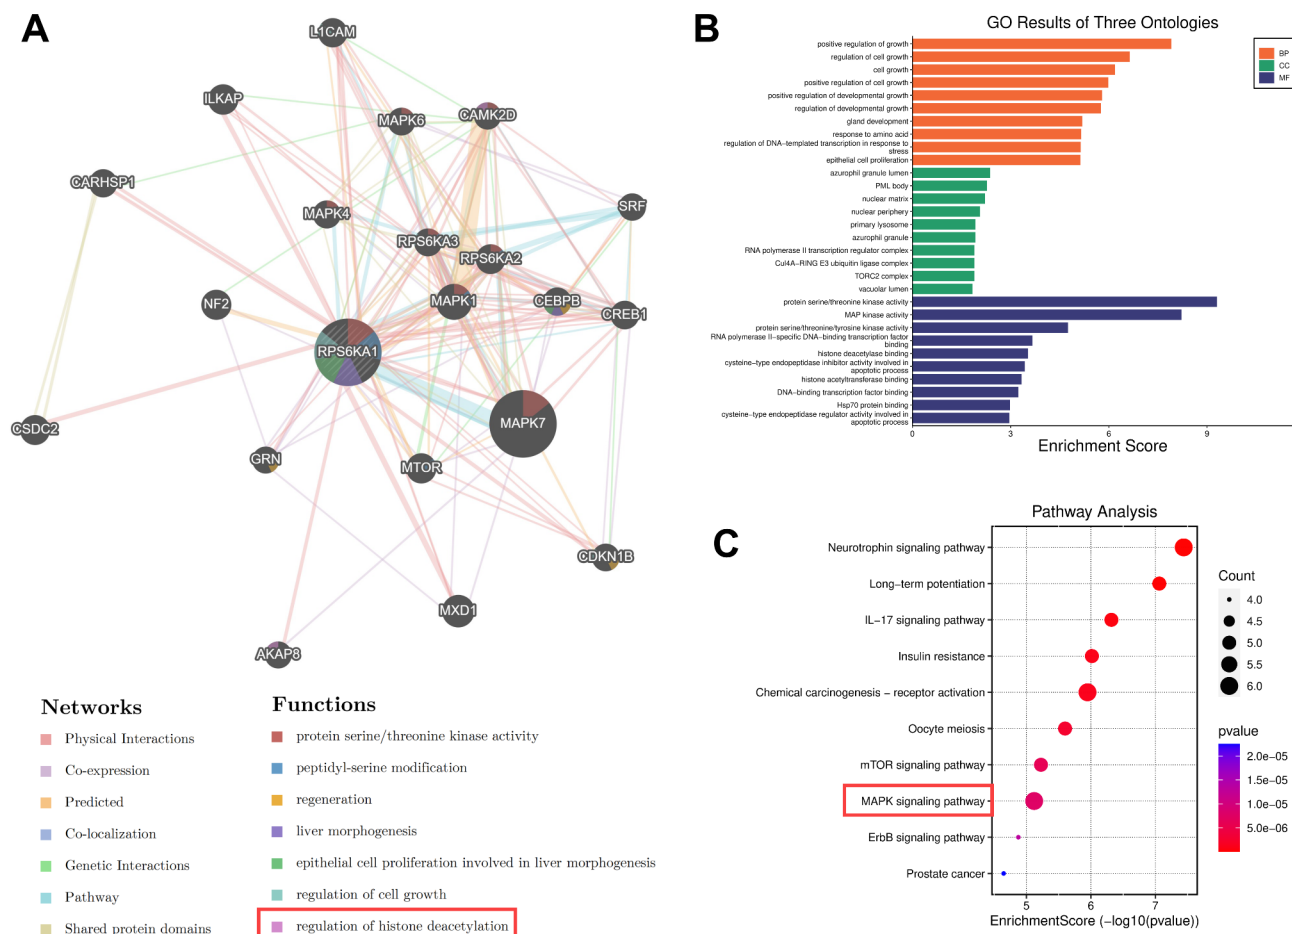 A
L1CAM
ILKAP
MAPK6
CAMK2D
CARHSP1
MAPK4
SRF
RPS6KA3
RPS6KA2
NF2
MAPK1
CEBPB
CREB1
RPS6KA1
MAPK7
CSDC2
GRN
MTOR
CDKN1B
MXD1
AKAP8
Networks
Physical Interactions
Co-expression
Predicted
Co-localization
Genetic Interactions
Pathway
Shared protein domains
Functions
protein serine/threonine kinase activity
peptidyl-serine modification
regeneration
liver morphogenesis
epithelial cell proliferation involved in liver morphogenesis
regulation of cell growth
regulation of histone deacetylation
B
GO Results of Three Ontologies
positive regulation of growth
regulation of cell growth
cell growth
positive regulation of cell growth
positive regulation of developmental growth
regulation of developmental growth
gland development
response to amino acid
regulation of DNA−templated transcription in response to
stress
epithelial cell proliferation
azurophil granule lumen
PML body
nuclear matrix
nuclear periphery
primary lysosome
azurophil granule
RNA polymerase II transcription regulator complex
Cul4A−RING E3 ubiquitin ligase complex
TORC2 complex
vacuolar lumen
protein serine/threonine kinase activity
MAP kinase activity
protein serine/threonine/tyrosine kinase activity
RNA polymerase II−specific DNA−binding transcription factor
binding
histone deacetylase binding
cysteine−type endopeptidase inhibitor activity involved in
apoptotic process
histone acetyltransferase binding
DNA−binding transcription factor binding
Hsp70 protein binding
cysteine−type endopeptidase regulator activity involved in
apoptotic process
0 3 6 9
Enrichment Score
BP
CC
MF
C
Pathway Analysis
Neurotrophin signaling pathway
Long−term potentiation
IL−17 signaling pathway
Insulin resistance
Chemical carcinogenesis − receptor activation
Oocyte meiosis
mTOR signaling pathway
MAPK signaling pathway
ErbB signaling pathway
Prostate cancer
5 6 7
EnrichmentScore (−log10(pvalue))
Count
4.0
4.5
5.0
5.5
6.0
pvalue
2.0e−05
1.5e−05
1.0e−05
5.0e−06